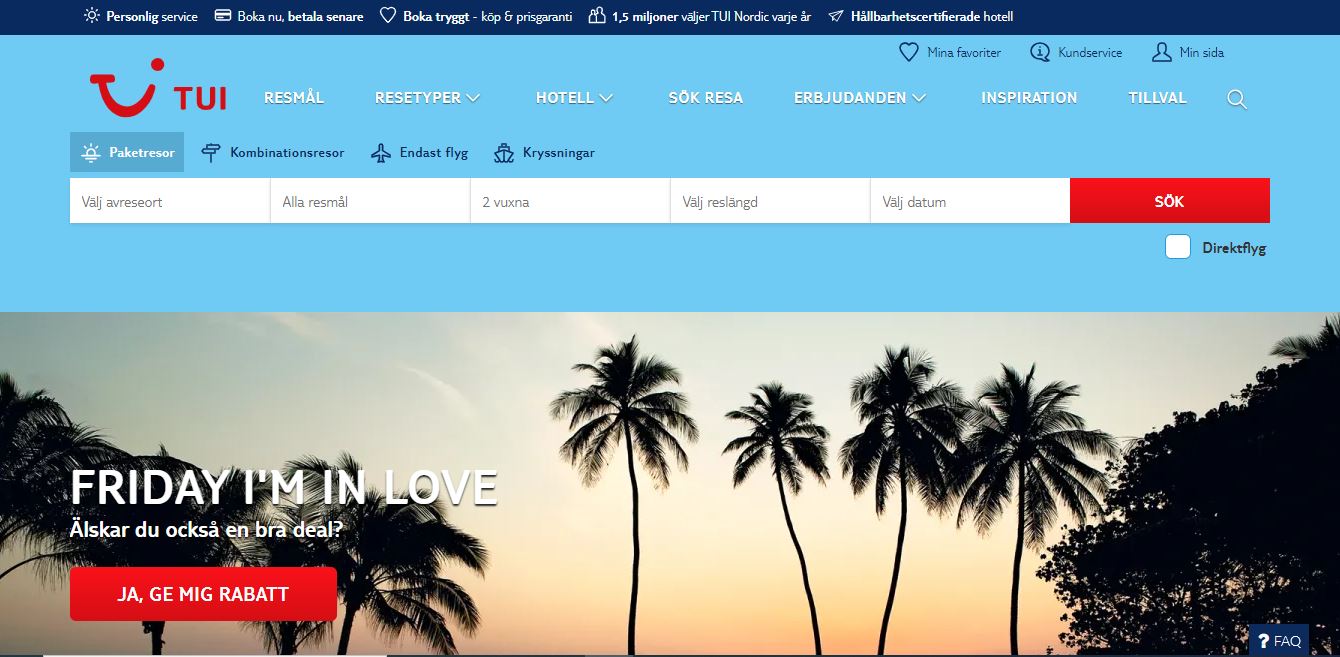 Personlig service Boka nu, betala senare Boka tryggt - köp & prisgaranti 1,5 miljoner väljer TUI Nordic varje år Hållbarhetscertifierade hotell
Mina favoriter Kundservice Min sida
TUI RESMÅL RESETYPER HOTELL SÖK RESA ERBJUDANDEN INSPIRATION TILLVAL
Paketresor Kombinationsresor Endast flyg Kryssningar
Välj avreseort Alla resmål 2 vuxna Välj reslängd Välj datum SÖK
Direktflyg
FRIDAY I'M IN LOVE
Älskar du också en bra deal?
JA, GE MIG RABATT
? FAQ